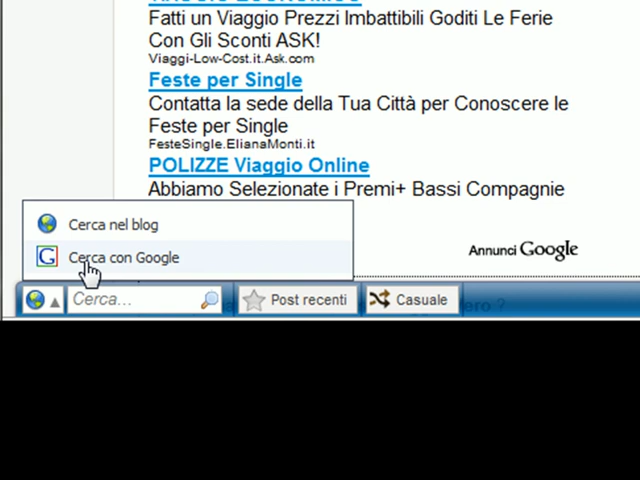 VIAGGIO ECONOMICO
Fatti un Viaggio Prezzi Imbattibili Goditi Le Ferie
Con Gli Sconti ASK!
Viaggi-Low-Cost.it.Ask.com
Feste per Single
Contatta la sede della Tua Città per Conoscere le
Feste per Single
FesteSingle.ElianaMonti.it
POLIZZE Viaggio Online
Abbiamo Selezionate i Premi+ Bassi Compagnie
Cerca nel blog
Cerca con Google
Annunci Google
Cerca...
Post recenti
Casuale